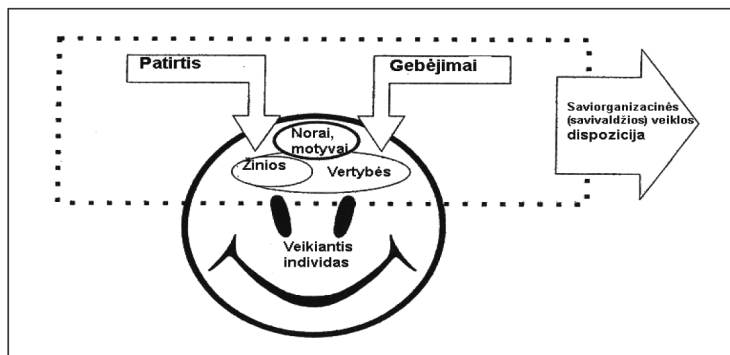 Patirtis
Gebėjimai
Norai,
motyvai
Žinios
Vertybės
Veikiantis
individas
Saviorganizacinės
(savivaldžios) veiklos
dispozicija